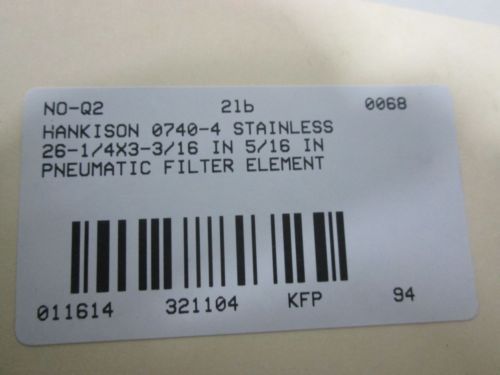 NO-Q2 2lb 0068
HANKISON 0740-4 STAINLESS
26-1/4X3-3/16 IN 5/16 IN
PNEUMATIC FILTER ELEMENT
011614 321104 KFP 94